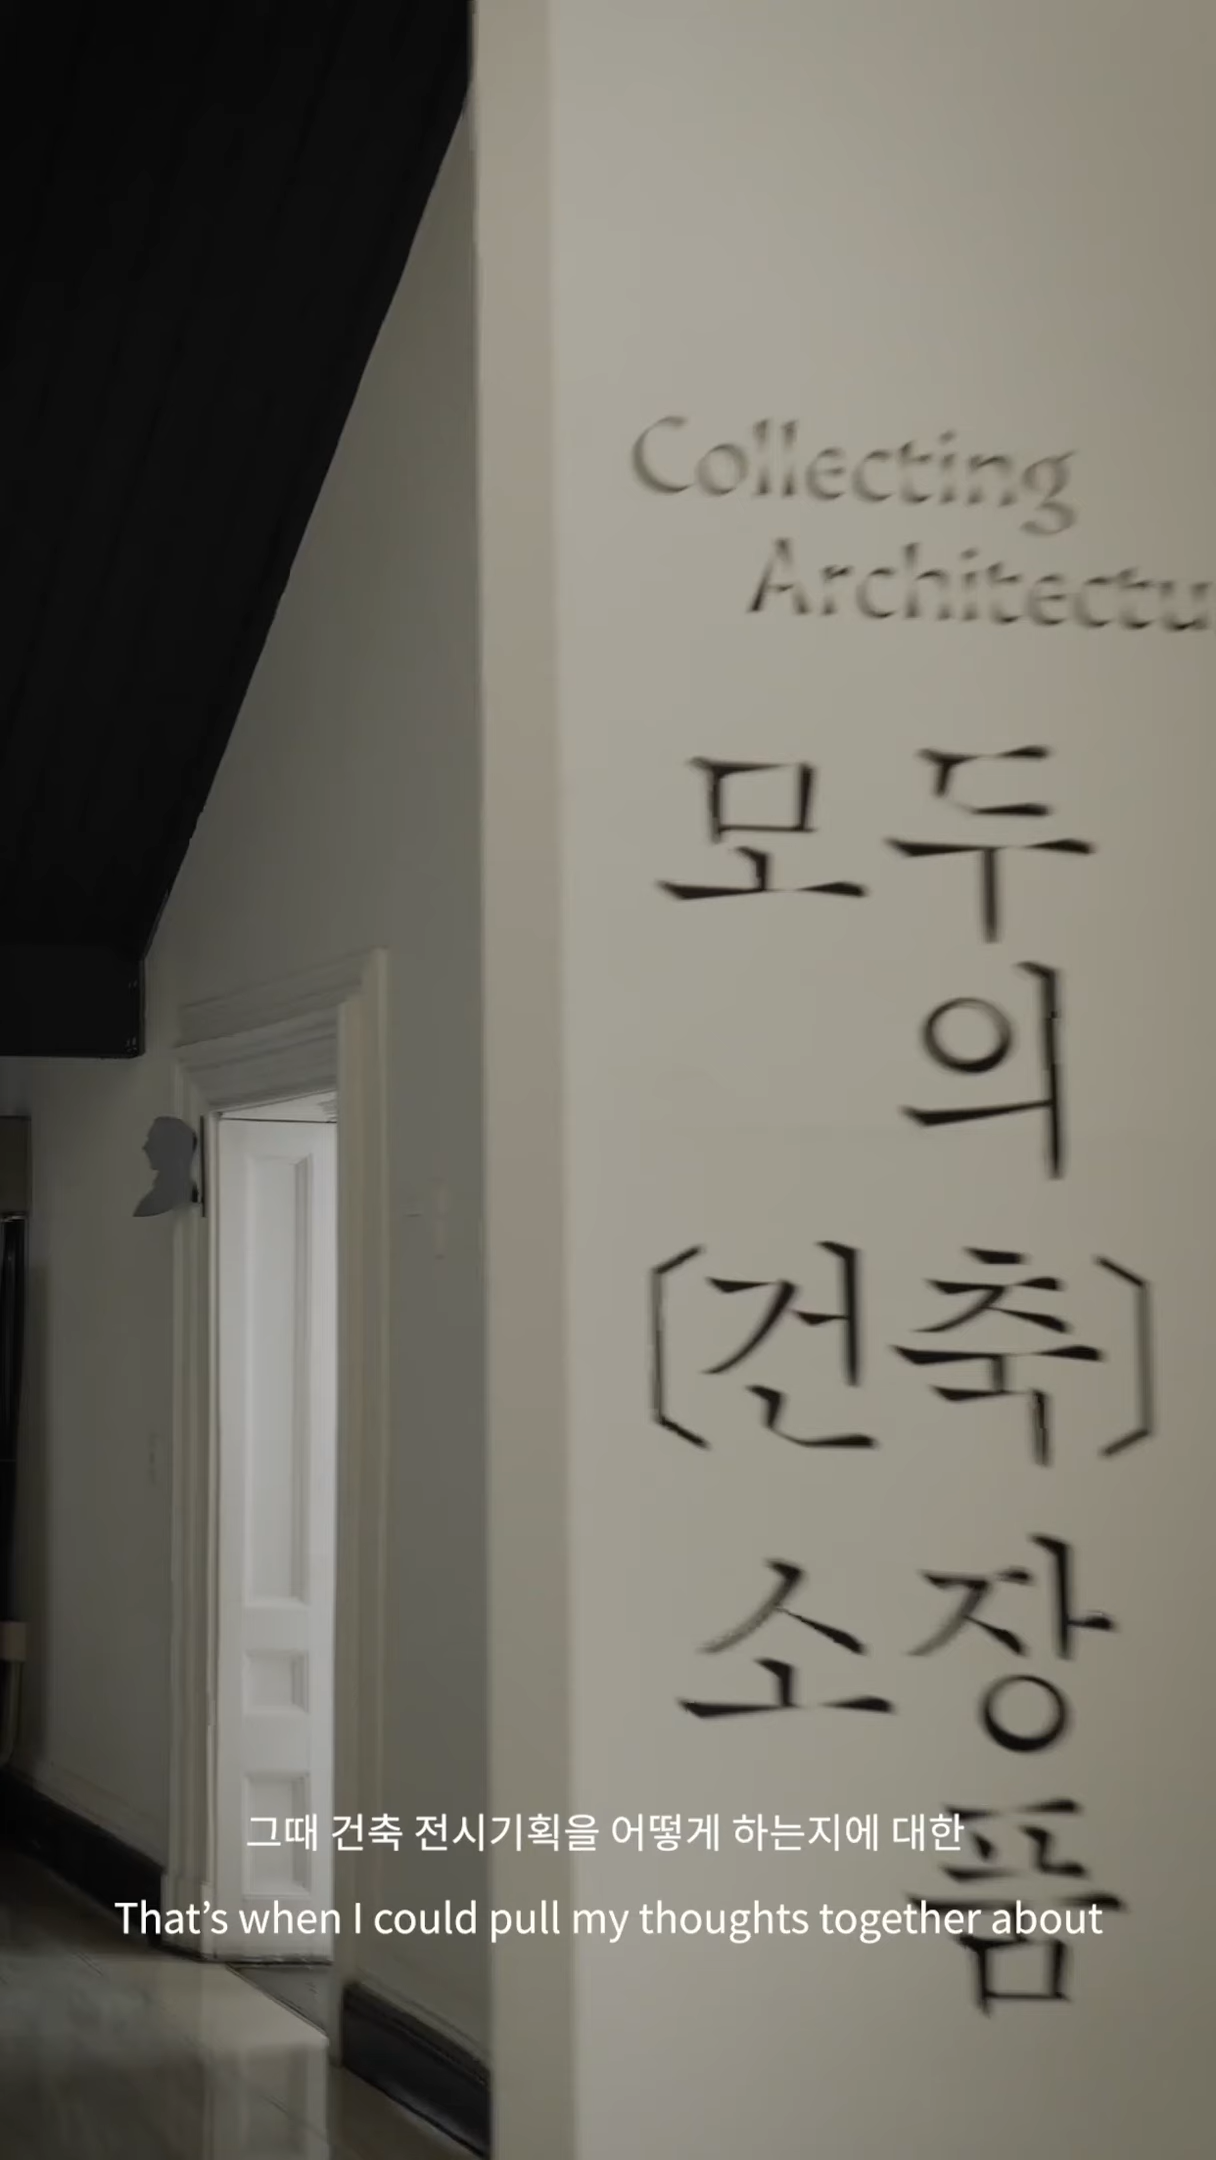 Collecting
Architectu
모두
의
(건축)
소장
품
그때 건축 전시기획을 어떻게 하는지에 대한
That’s when I could pull my thoughts together about